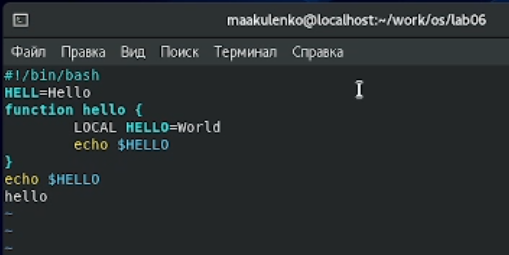 maakulenko@localhost:~/work/os/lab06
Файл Правка Вид Поиск Терминал Справка
#!/bin/bash
HELL=Hello
function hello {
        LOCAL HELLO=World
        echo $HELLO
}
echo $HELLO
hello
~
~
~